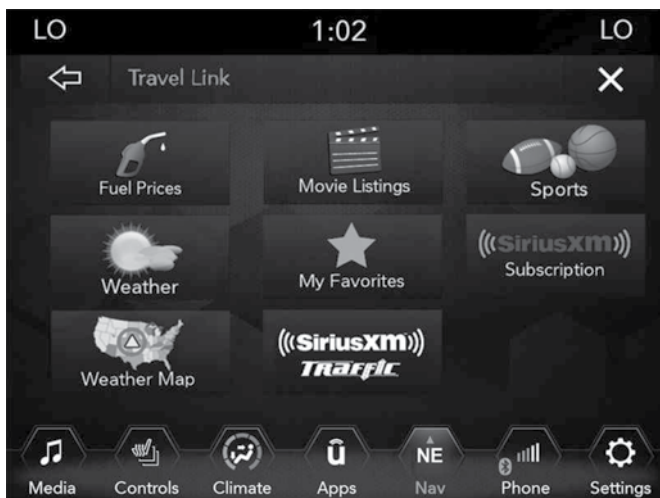 LO 1:02 LO
Travel Link
Fuel Prices Movie Listings Sports
Weather My Favorites ((SiriusXM)) Subscription
Weather Map ((SiriusXM)) Traffic
û NE
Media Controls Climate Apps Nav Phone Settings